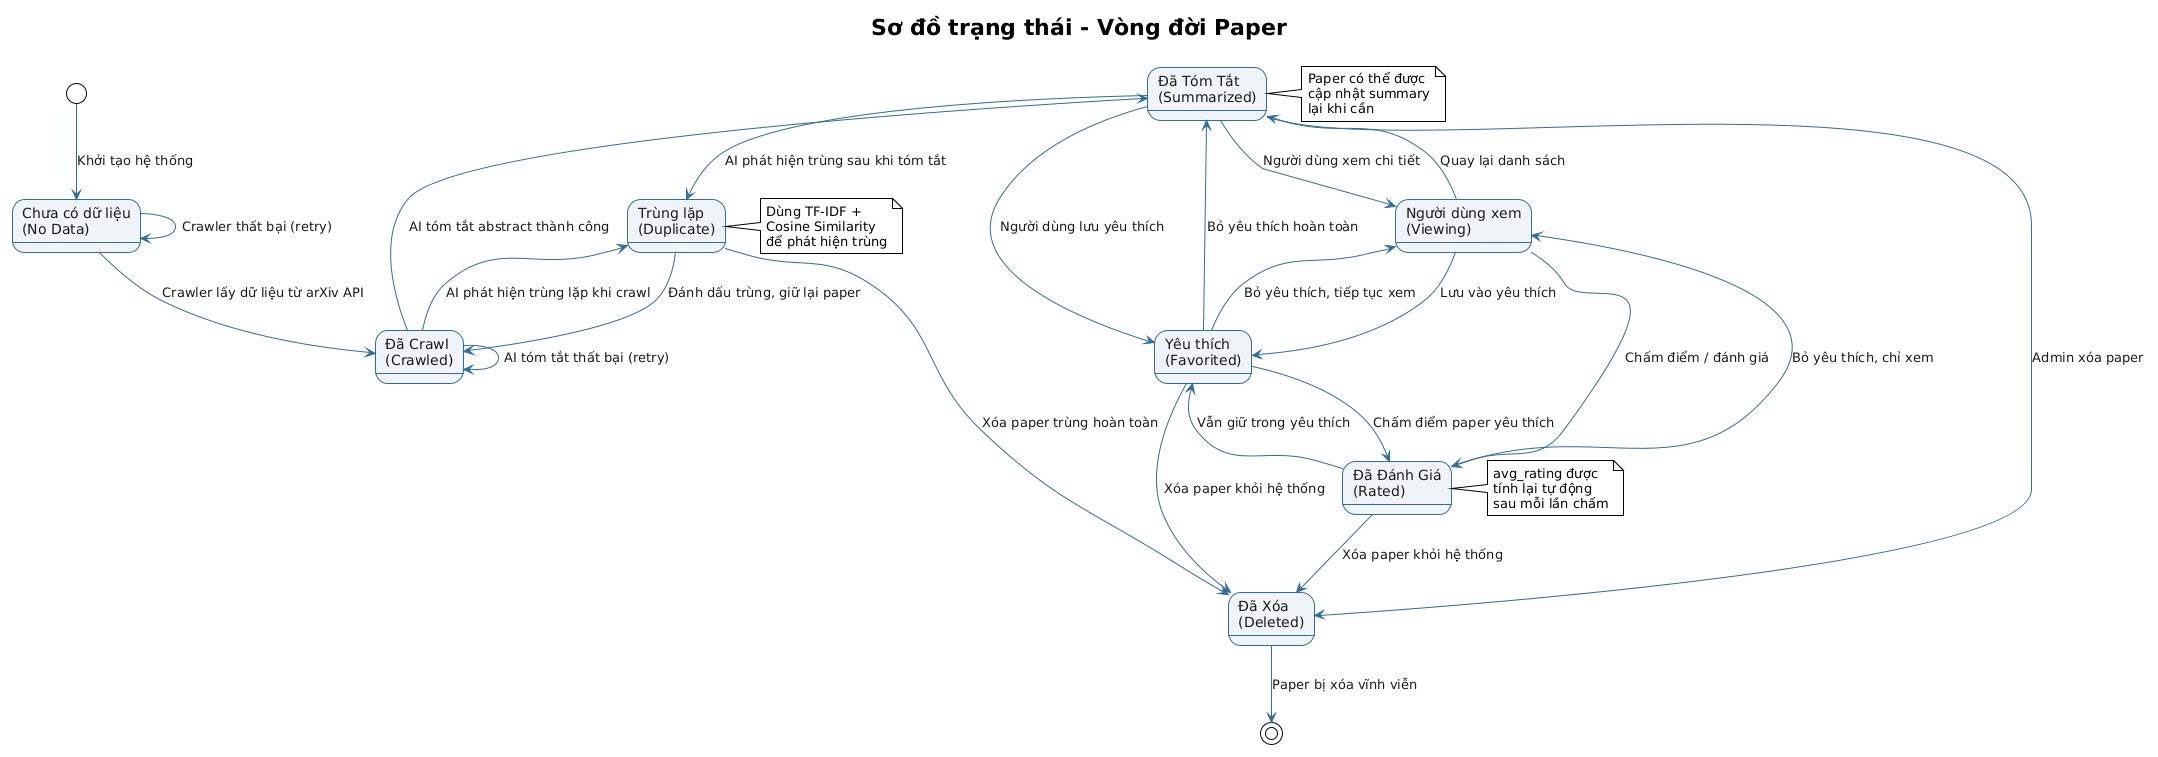 Sơ đồ trạng thái - Vòng đời Paper
Đã Tóm Tắt
(Summarized)
Paper có thể được
cập nhật summary
lại khi cần
Khởi tạo hệ thống
AI phát hiện trùng sau khi tóm tắt
Người dùng xem chi tiết
Quay lại danh sách
Chưa có dữ liệu
(No Data)
Crawler thất bại (retry)
AI tóm tắt abstract thành công
Trùng lặp
(Duplicate)
Dùng TF-IDF +
Cosine Similarity
để phát hiện trùng
Người dùng lưu yêu thích
Bỏ yêu thích hoàn toàn
Người dùng xem
(Viewing)
Crawler lấy dữ liệu từ arXiv API
AI phát hiện trùng lặp khi crawl
Đánh dấu trùng, giữ lại paper
Bỏ yêu thích, tiếp tục xem
Lưu vào yêu thích
Đã Crawl
(Crawled)
AI tóm tắt thất bại (retry)
Yêu thích
(Favorited)
Chấm điểm / đánh giá
Bỏ yêu thích, chỉ xem
Admin xóa paper
Xóa paper trùng hoàn toàn
Vẫn giữ trong yêu thích
Chấm điểm paper yêu thích
Xóa paper khỏi hệ thống
Đã Đánh Giá
(Rated)
avg_rating được
tính lại tự động
sau mỗi lần chấm
Xóa paper khỏi hệ thống
Đã Xóa
(Deleted)
Paper bị xóa vĩnh viễn